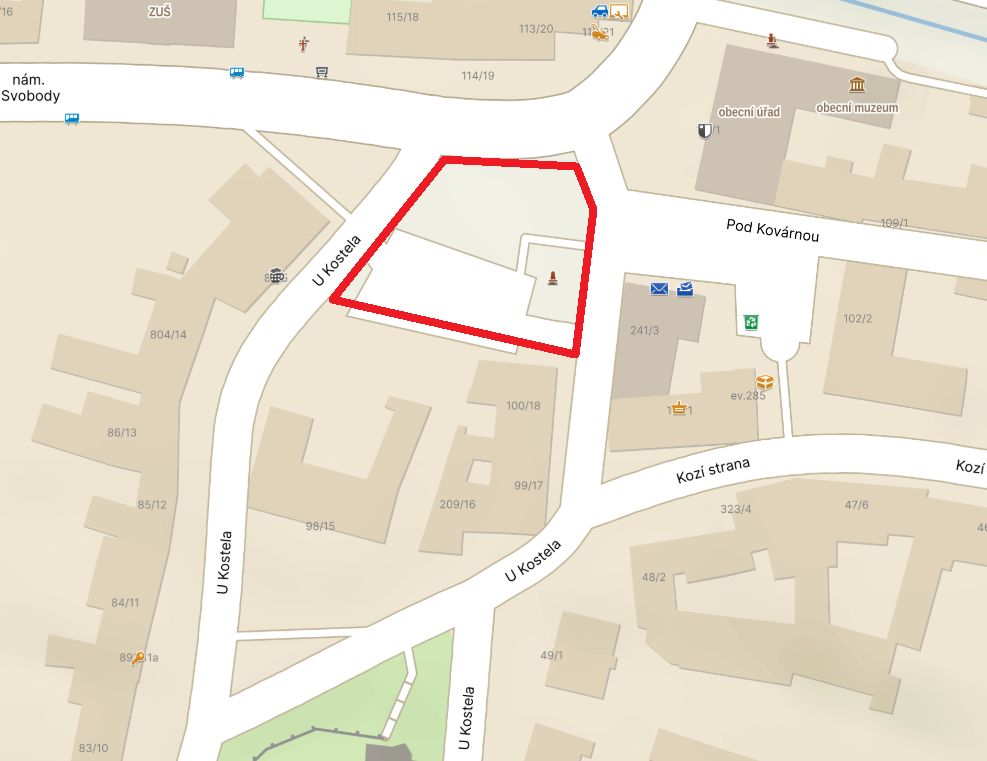 /16
ZUŠ
115/18
113/20
114/19
nám.
Svobody
obecní úřad
obecní muzeum
/1
109/1
Pod Kovárnou
U Kostela
804/14
241/3
102/2
ev.285
100/18
86/13
99/17
85/12
209/16
98/15
Kozí strana
Kozí
323/4
47/6
U Kostela
U Kostela
48/2
84/11
49/1
U Kostela
83/10